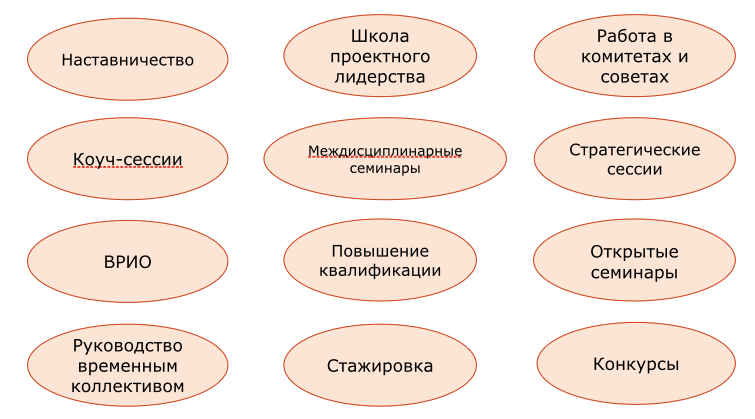 Наставничество
Школа
проектного
лидерства
Работа в
комитетах и
советах
Коуч-сессии
Междисциплинарные
семинары
Стратегические
сессии
ВРИО
Повышение
квалификации
Открытые
семинары
Руководство
временным
коллективом
Стажировка
Конкурсы